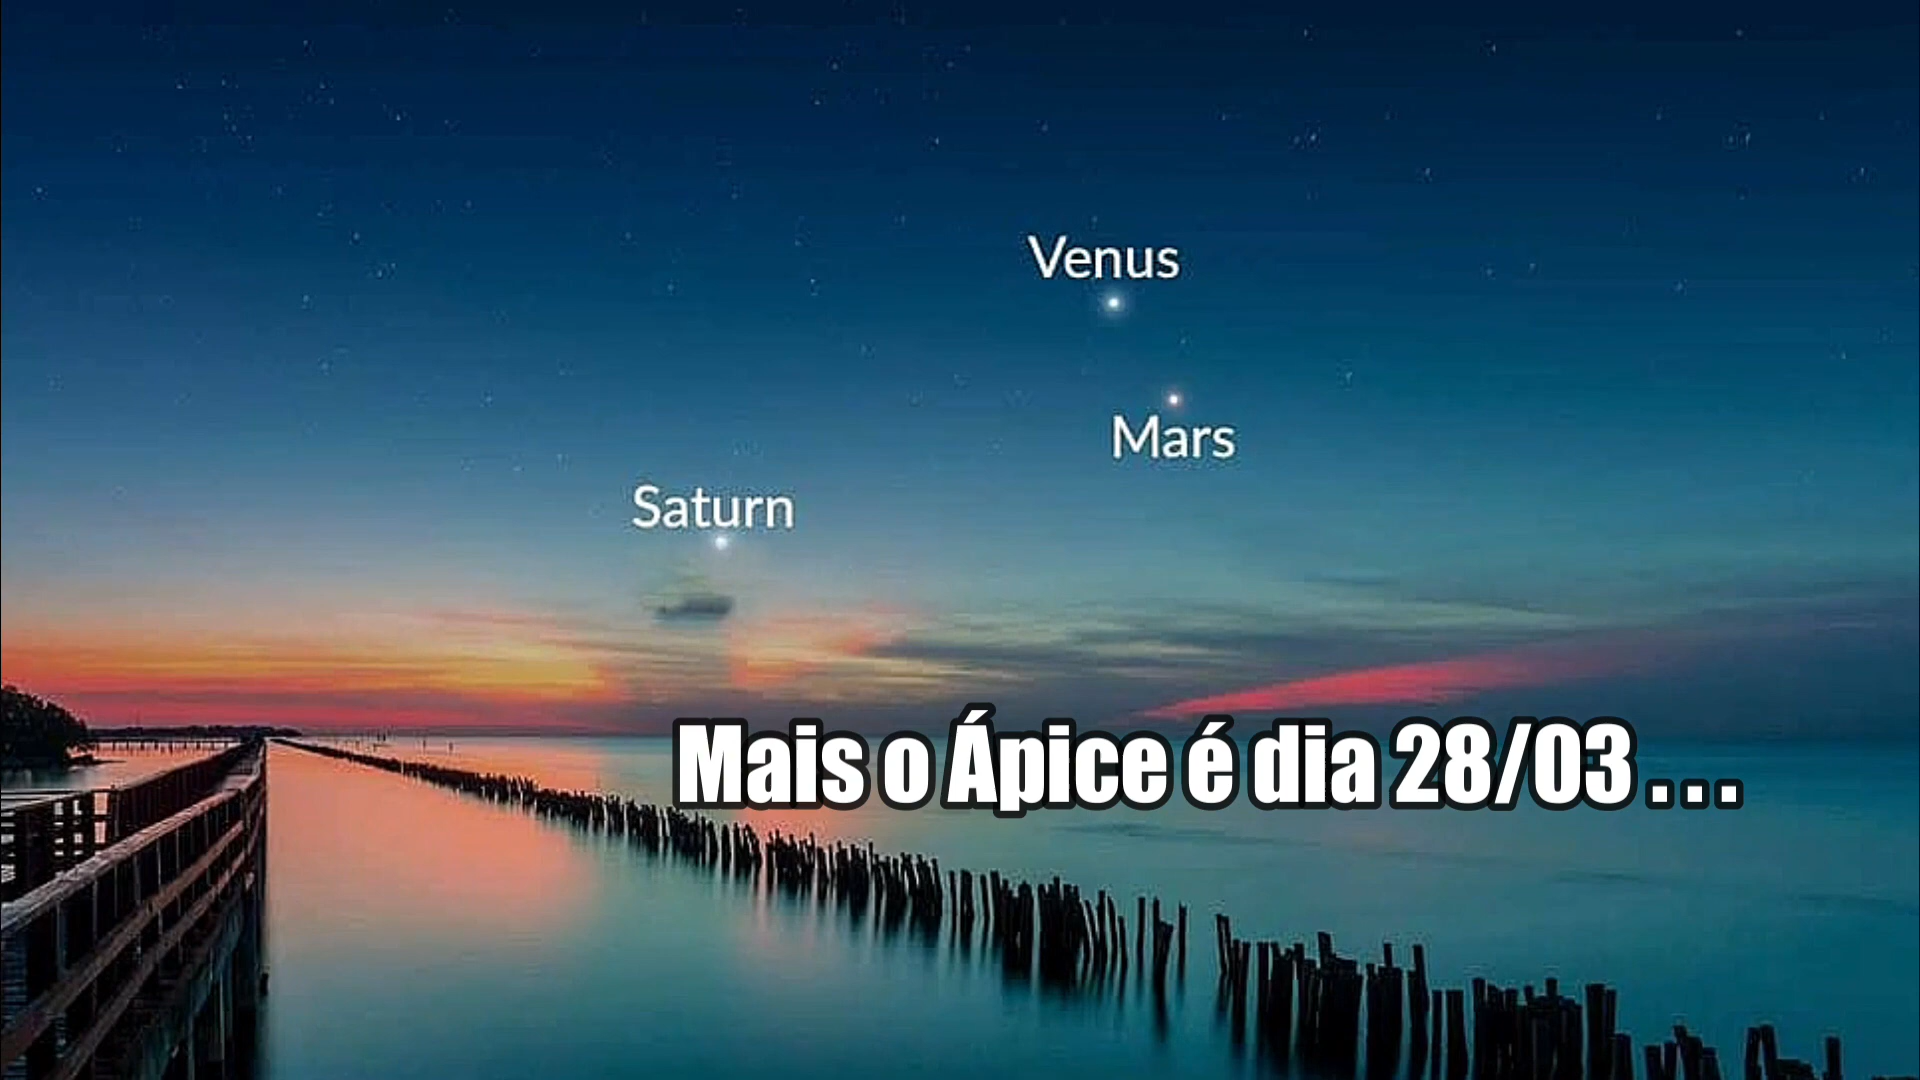 Venus
Mars
Saturn
Mais o Ápice é dia 28/03 . . .